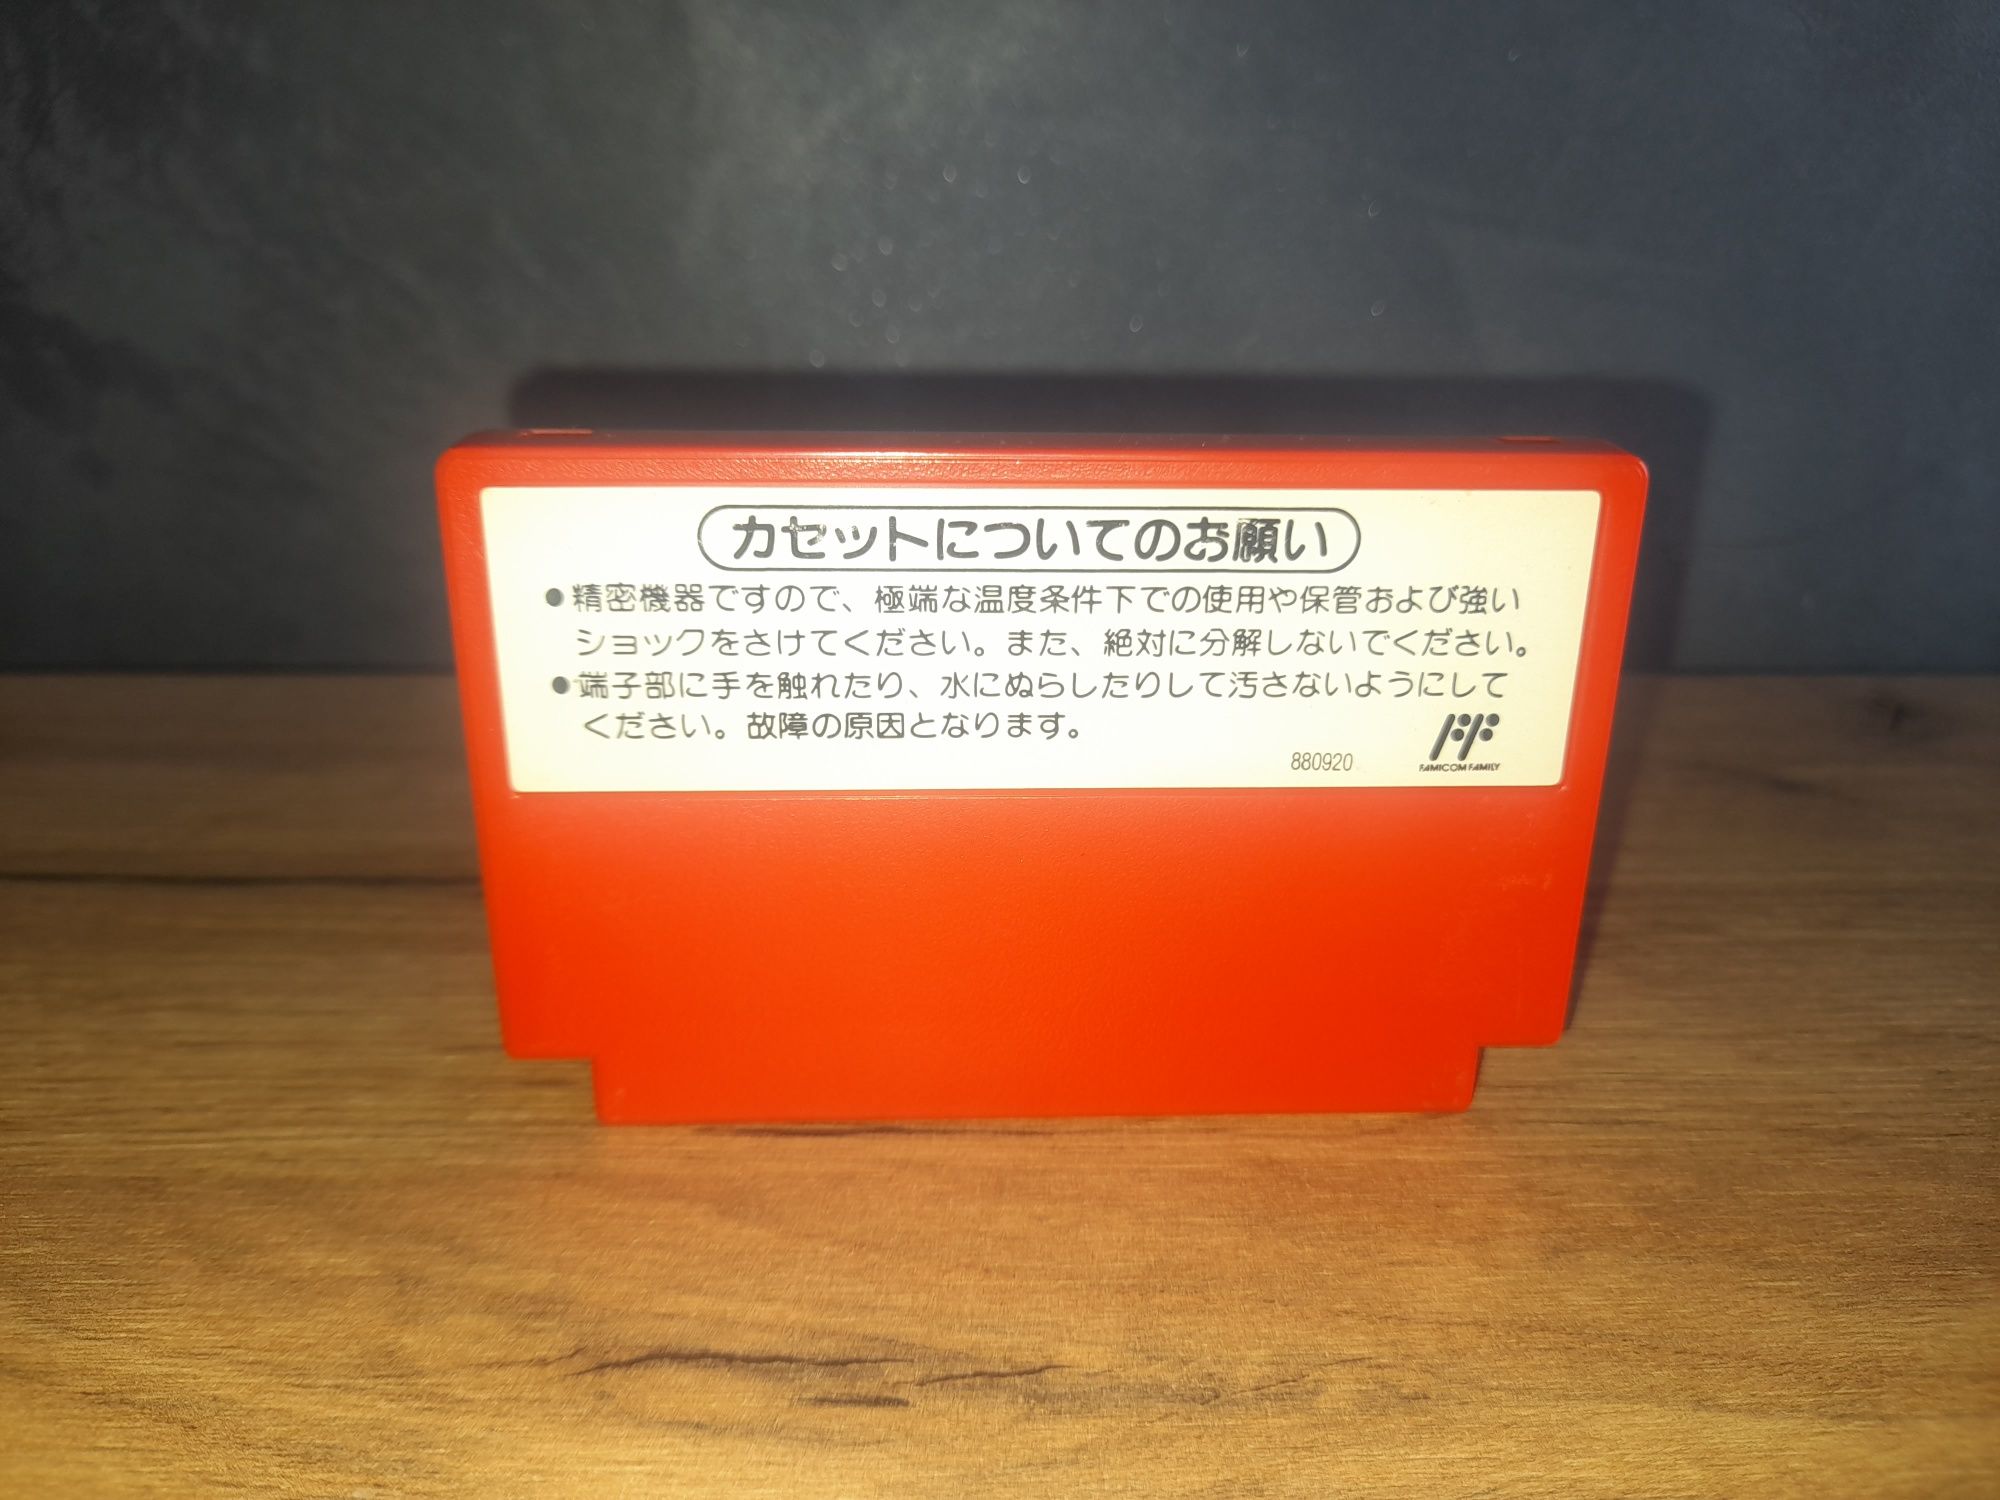 カセットについてのお願い
●精密機器ですので、極端な温度条件下での使用や保管および強い
ショックをさけてください。また、絶対に分解しないでください。
●端子部に手を触れたり、水にぬらしたりして汚さないようにして
ください。故障の原因となります。
880920
FAMICOM FAMILY